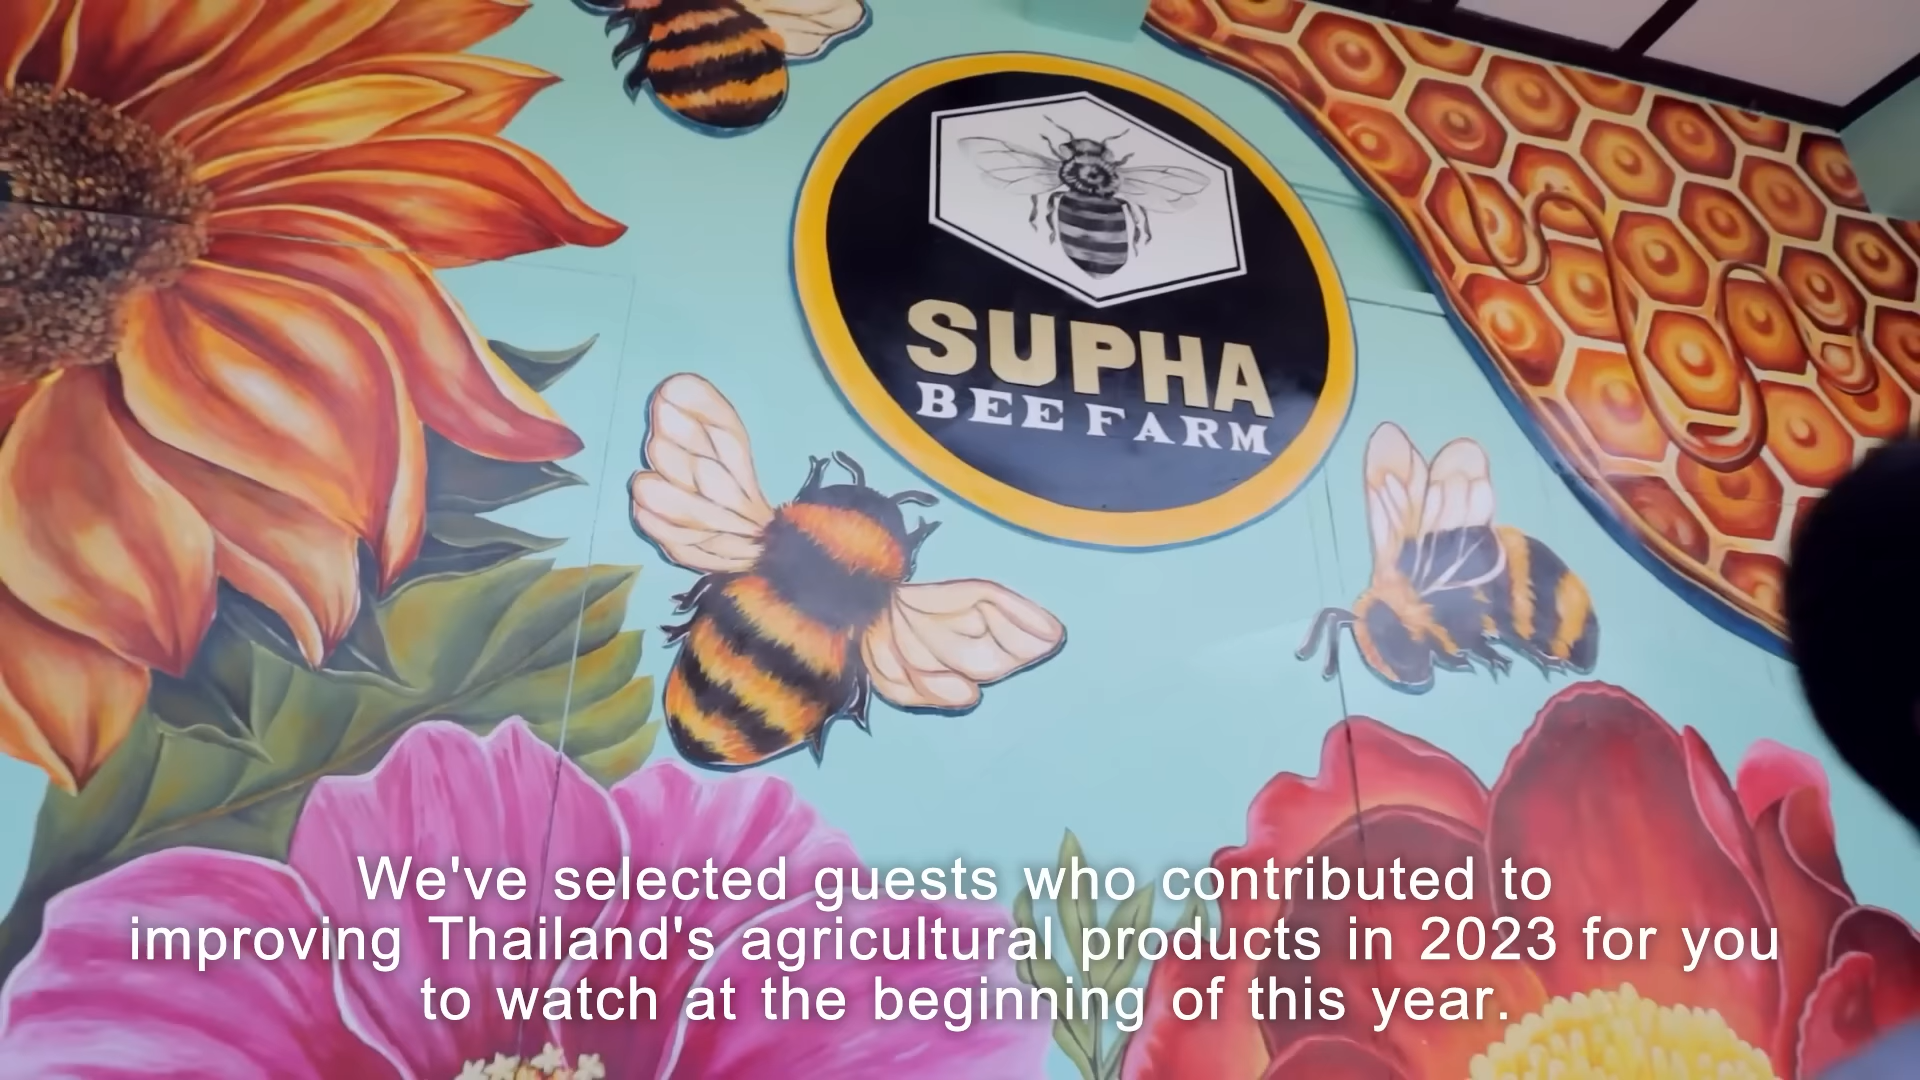 SUPHA
BEE FARM
We've selected guests who contributed to
improving Thailand's agricultural products in 2023 for you
to watch at the beginning of this year.